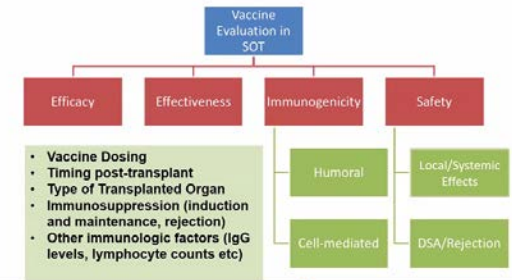 Vaccine
Evaluation in
SOT
Efficacy
Effectiveness
Immunogenicity
Safety
• Vaccine Dosing
• Timing post-transplant
• Type of Transplanted Organ
• Immunosuppression (induction
and maintenance, rejection)
• Other immunologic factors (IgG
levels, lymphocyte counts etc)
Humoral
Local/Systemic
Effects
Cell-mediated
DSA/Rejection